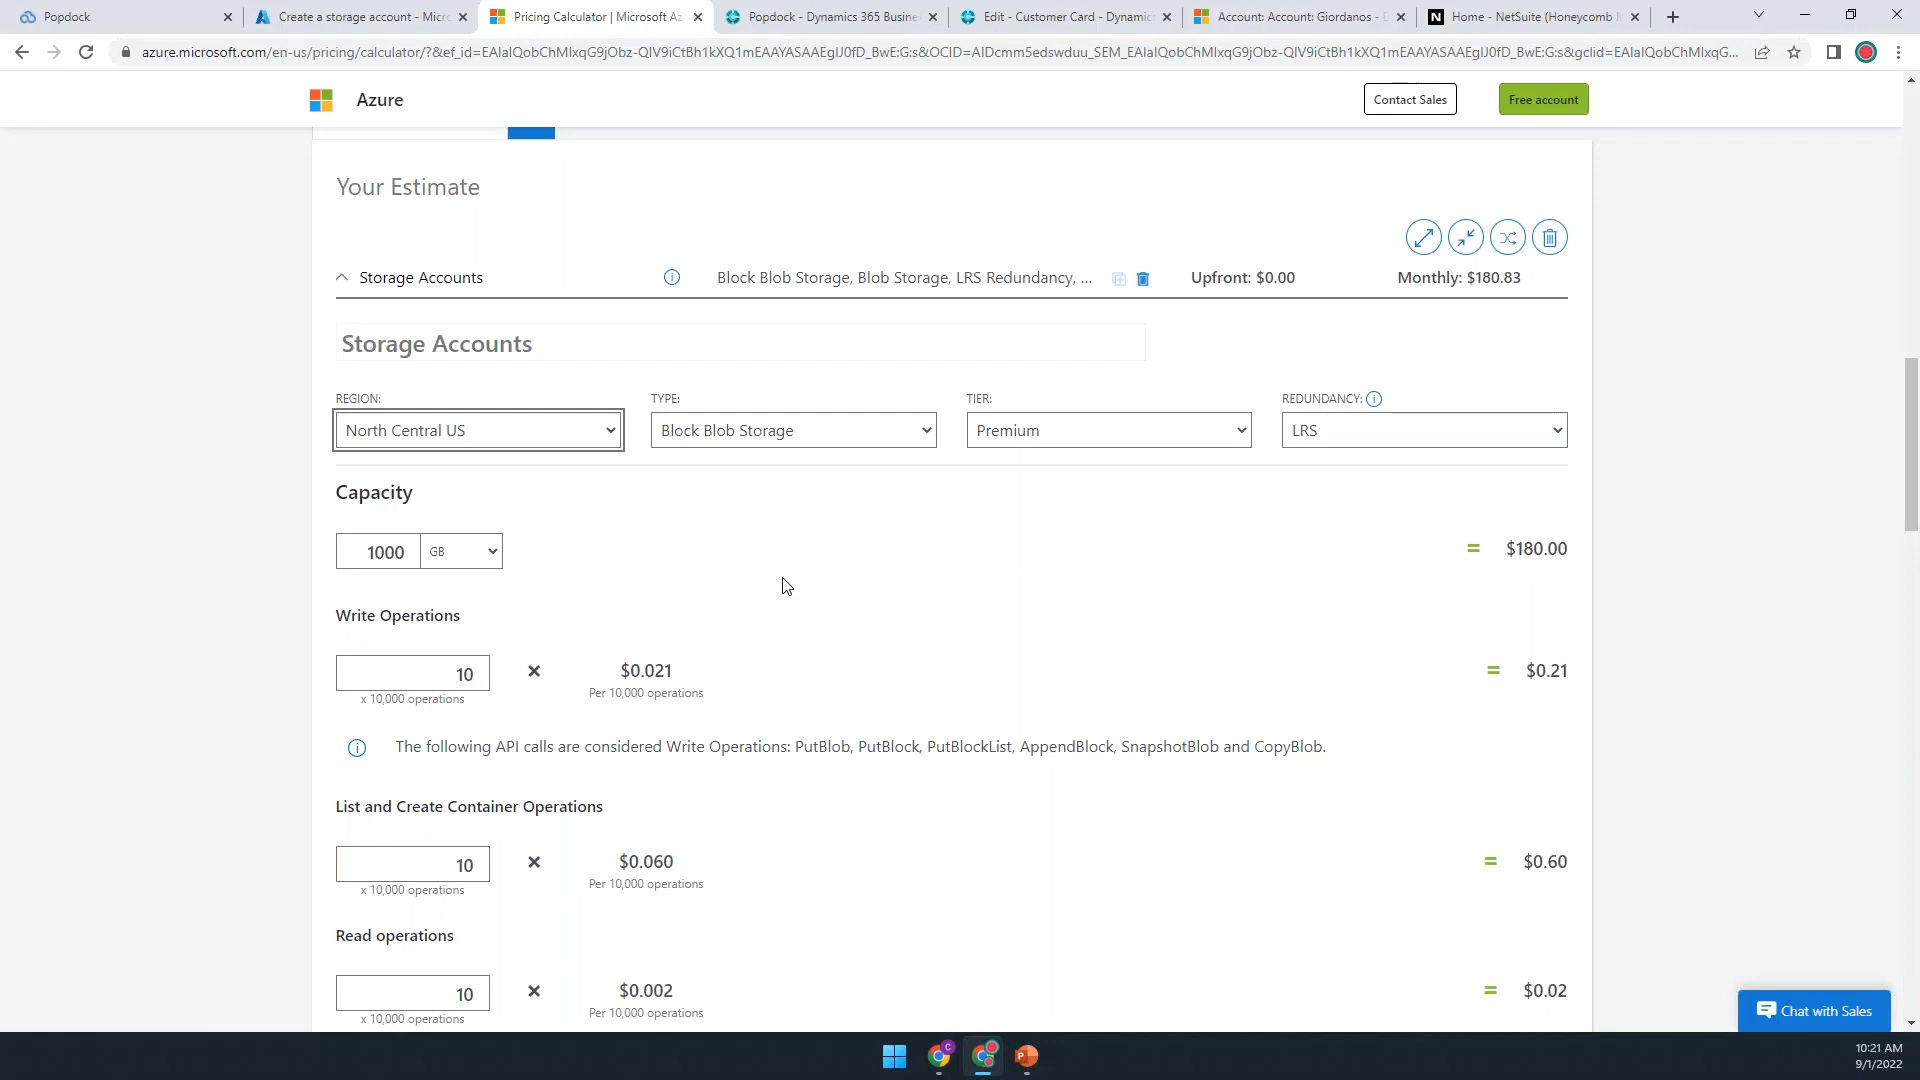 Popdock
Create a storage account - Micro
Pricing Calculator | Microsoft Az
Popdock - Dynamics 365 Busine
Edit - Customer Card - Dynamic
Account: Account: Giordanos - D
Home - NetSuite (Honeycomb
azure.microsoft.com/en-us/pricing/calculator/?&ef_id=EAIaIQobChMIxqG9jObz-QIV9iCtBh1kXQ1mEAAYASAAEgIJ0fD_BwE:G:s&OCID=AIDcmm5edswduu_SEM_EAIaIQobChMIxqG9jObz-QIV9iCtBh1kXQ1mEAAYASAAEgIJ0fD_BwE:G:s&gclid=EAIaIQobChMIxqG...
Azure
Contact Sales
Free account
Your Estimate
Storage Accounts
Block Blob Storage, Blob Storage, LRS Redundancy, ...
Upfront: $0.00
Monthly: $180.83
Storage Accounts
REGION:
TYPE:
TIER:
REDUNDANCY:
North Central US
Block Blob Storage
Premium
LRS
Capacity
1000
GB
= $180.00
Write Operations
10
x 10,000 operations
×
$0.021
Per 10,000 operations
= $0.21
The following API calls are considered Write Operations: PutBlob, PutBlock, PutBlockList, AppendBlock, SnapshotBlob and CopyBlob.
List and Create Container Operations
10
x 10,000 operations
×
$0.060
Per 10,000 operations
= $0.60
Read operations
10
x 10,000 operations
×
$0.002
Per 10,000 operations
= $0.02
Chat with Sales
10:21 AM
9/1/2022